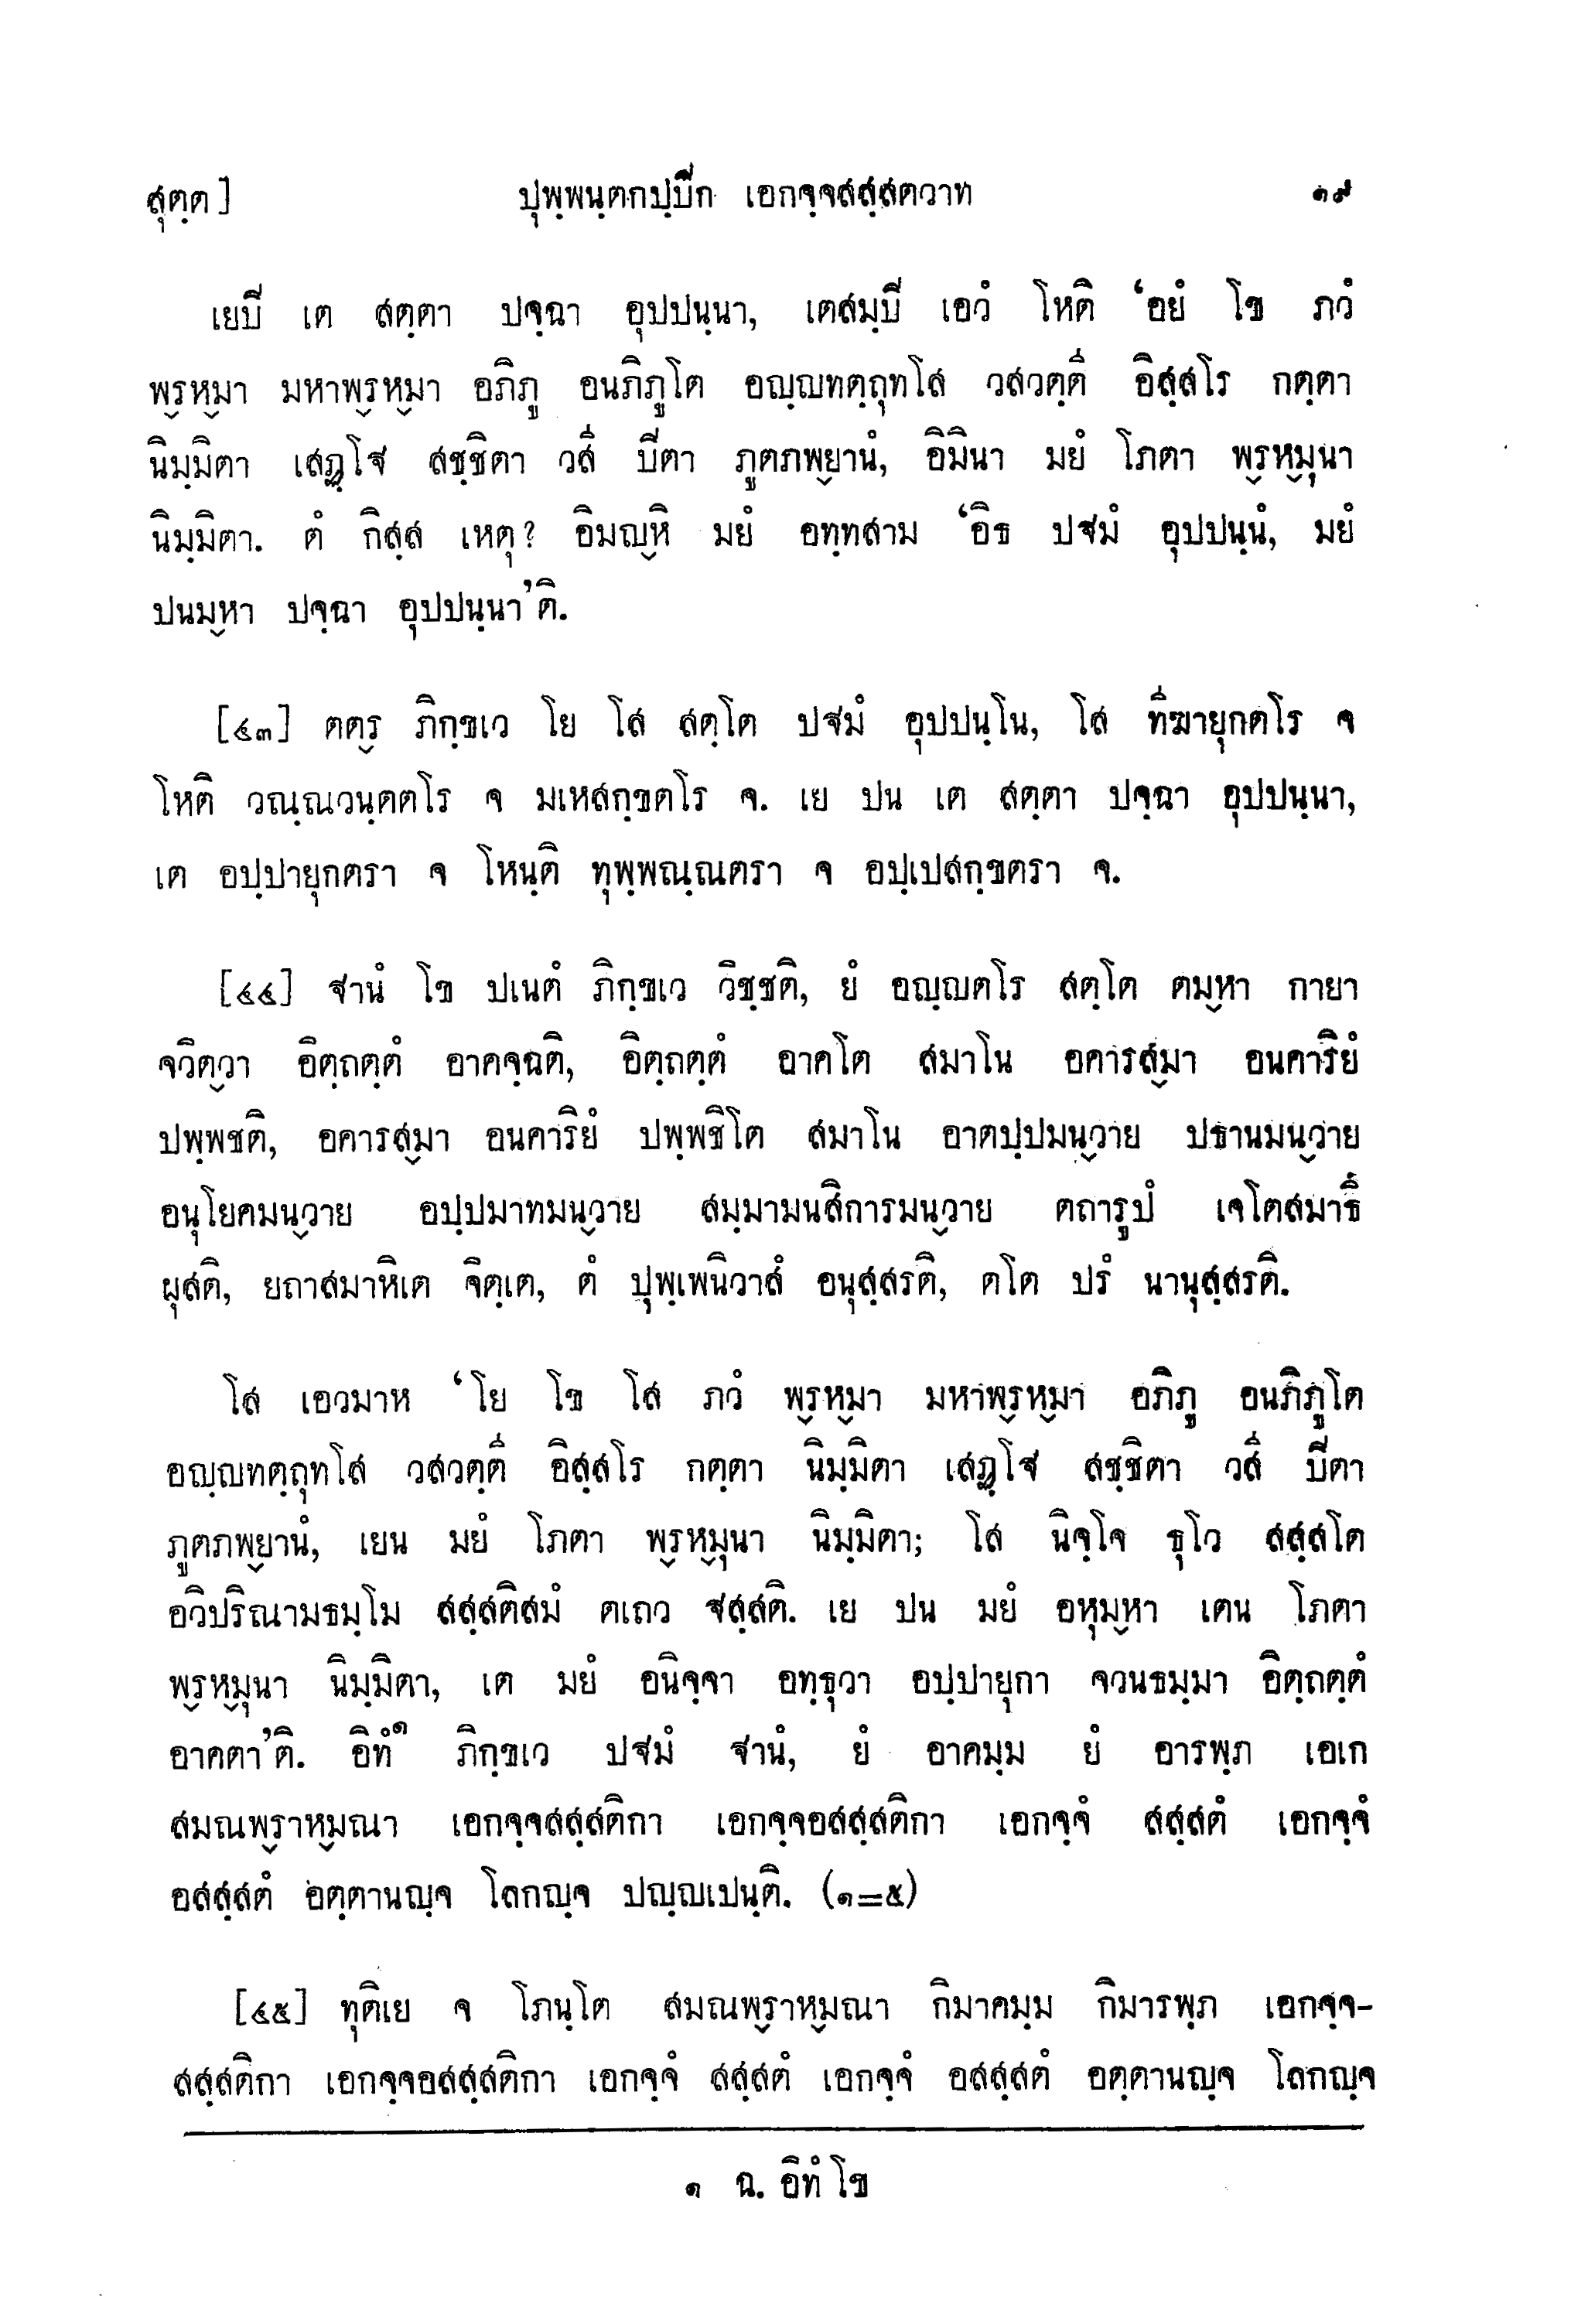 สุตฺต]	ปุพฺพนฺตกปฺปิก เอกจฺจสสฺสตวาท	๑๙
เยปิ เต สตฺตา ปจฺฉา อุปปนฺนา, เตสมฺปิ เอวํ โหติ ‘อยํ โข ภวํ
พ๎รห๎มา มหาพ๎รห๎มา อภิภู อนภิภูโต อญฺญทตฺถุทโส วสวตฺตี อิสฺสโร กตฺตา
นิมฺมิตา เสฏฺโฐ สชฺชิตา วสี ปิตา ภูตภพ๎ยานํ, อิมินา มยํ โภตา พ๎รห๎มุนา
นิมฺมิตา. ตํ กิสฺส เหตุ? อิมญ๎หิ มยํ อทฺทสาม ‘อิธ ปฐมํ อุปปนฺนํ, มยํ
ปนม๎หา ปจฺฉา อุปปนฺนา’ติ.
[๔๓] ตต๎ร ภิกฺขเว โย โส สตฺโต ปฐมํ อุปปนฺโน, โส ทีฆายุกตโร จ
โหติ วณฺณวนฺตตโร จ มเหสกฺขตโร จ. เย ปน เต สตฺตา ปจฺฉา อุปปนฺนา,
เต อปฺปายุกตรา จ โหนฺติ ทุพฺพณฺณตรา จ อปฺเปสกฺขตรา จ.
[๔๔] ฐานํ โข ปเนตํ ภิกฺขเว วิชฺชติ, ยํ อญฺญตโร สตฺโต ตม๎หา กายา
จวิต๎วา อิตฺถตฺตํ อาคจฺฉติ, อิตฺถตฺตํ อาคโต สมาโน อคารส๎มา อนคาริยํ
ปพฺพชติ, อคารส๎มา อนคาริยํ ปพฺพชิโต สมาโน อาตปฺปมน๎วาย ปธานมน๎วาย
อนุโยคมน๎วาย อปฺปมาทมน๎วาย สมฺมามนสิการมน๎วาย ตถารูปํ เจโตสมาธึ
ผุสติ, ยถาสมาหิเต จิตฺเต, ตํ ปุพฺเพนิวาสํ อนุสฺสรติ, ตโต ปรํ นานุสฺสรติ.
โส เอวมาห ‘โย โข โส ภวํ พ๎รห๎มา มหาพ๎รห๎มา อภิภู อนภิภูโต
อญฺญทตฺถุทโส วสวตฺตี อิสฺสโร กตฺตา นิมฺมิตา เสฏฺโฐ สชฺชิตา วสี ปิตา
ภูตภพ๎ยานํ, เยน มยํ โภตา พ๎รห๎มุนา นิมฺมิตา; โส นิจฺโจ ธุโว สสฺสโต
อวิปริณามธมฺโม สสฺสติสมํ ตเถว ฐสฺสติ. เย ปน มยํ อหุม๎หา เตน โภตา
พ๎รห๎มุนา นิมฺมิตา, เต มยํ อนิจฺจา อทฺธุวา อปฺปายุกา จวนธมฺมา อิตฺถตฺตํ
อาคตา’ติ. อิทํ๑ ภิกฺขเว ปฐมํ ฐานํ, ยํ อาคมฺม ยํ อารพฺภ เอเก
สมณพ๎ราห๎มณา เอกจฺจสสฺสติกา เอกจฺจอสสฺสติกา เอกจฺจํ สสฺสตํ เอกจฺจํ
อสสฺสตํ อตฺตานญฺจ โลกญฺจ ปญฺญเปนฺติ. (๑=๕)
[๔๕] ทุติเย จ โภนฺโต สมณพ๎ราห๎มณา กิมาคมฺม กิมารพฺภ เอกจฺจ-
สสฺสติกา เอกจฺจอสสฺสติกา เอกจฺจํ สสฺสตํ เอกจฺจํ อสสฺสตํ อตฺตานญฺจ โลกญฺจ
๑ ฉ. อิทํ โข